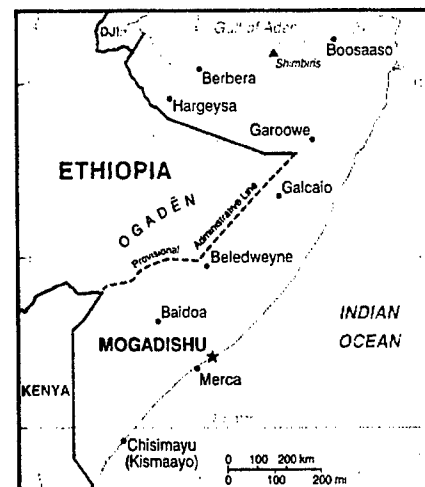 Gulf of Aden
DJI.
Boosaaso
Shimbiris
Berbera
Hargeysa
Garoowe
ETHIOPIA
Galcaio
OGADĒN
Administrative Line
Provisional
Beledweyne
Baidoa
INDIAN
OCEAN
MOGADISHU
KENYA
Merca
Chisimayu
(Kismaayo)
0 100 200 km
0 100 200 mi